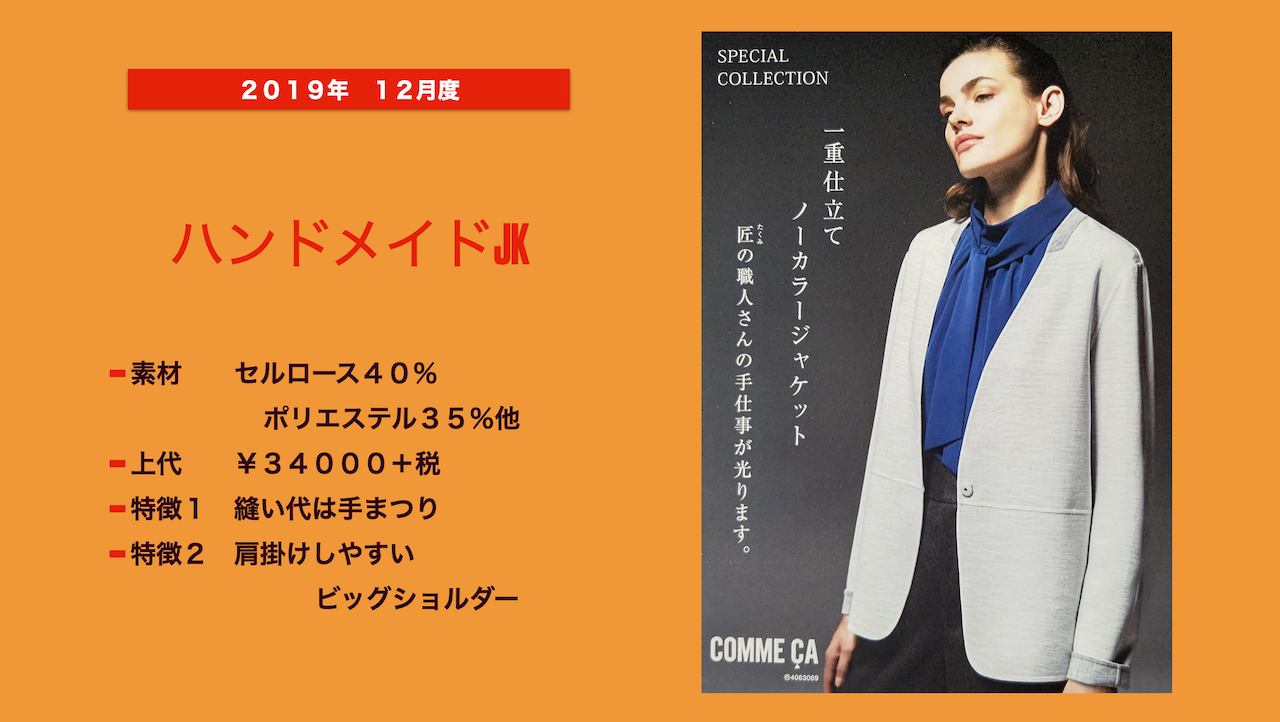 ２０１９年　１２月度
ハンドメイドJK
素材　　セルロース４０％
ポリエステル３５％他
上代　　￥３４０００＋税
特徴１　縫い代は手まつり
特徴２　肩掛けしやすい
ビッグショルダー
SPECIAL
COLLECTION
一重仕立て
ノーカラージャケット
たくみ
匠の職人さんの手仕事が光ります。
COMME ÇA
Ⓗ4063069